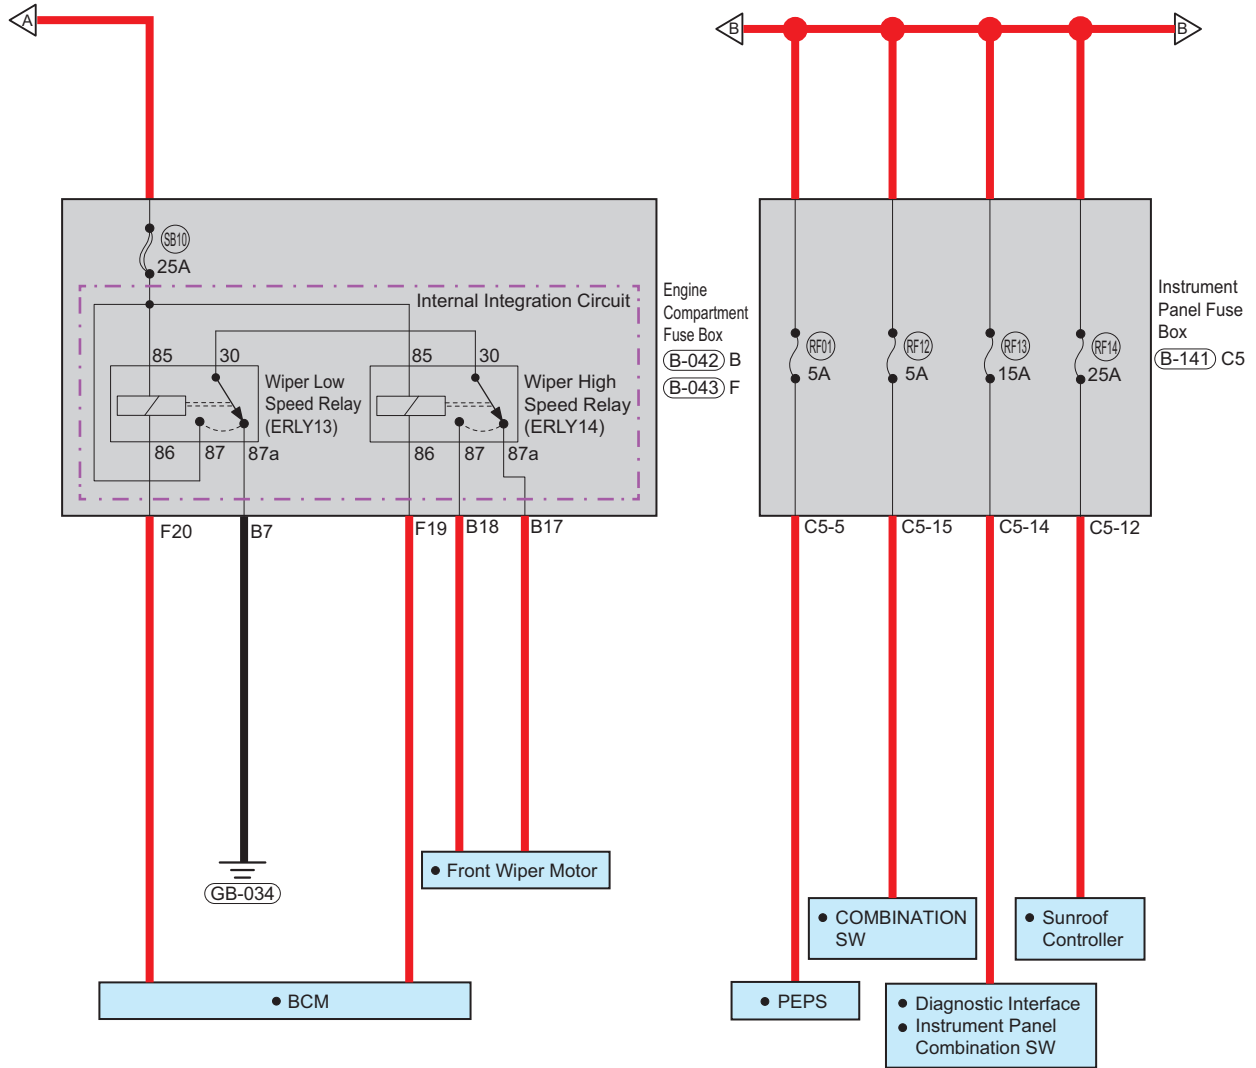 A
B
B
SB10
25A
Internal Integration Circuit
85
30
85
30
Wiper Low
Speed Relay
(ERLY13)
Wiper High
Speed Relay
(ERLY14)
86
87
87a
86
87
87a
F20
B7
F19
B18
B17
Engine
Compartment
Fuse Box
B-042 B
B-043 F
RF01
5A
RF12
5A
RF13
15A
RF14
25A
Instrument
Panel Fuse
Box
B-141 C5
C5-5
C5-15
C5-14
C5-12
GB-034
• Front Wiper Motor
• BCM
• COMBINATION
SW
• Sunroof
Controller
• PEPS
• Diagnostic Interface
• Instrument Panel
Combination SW